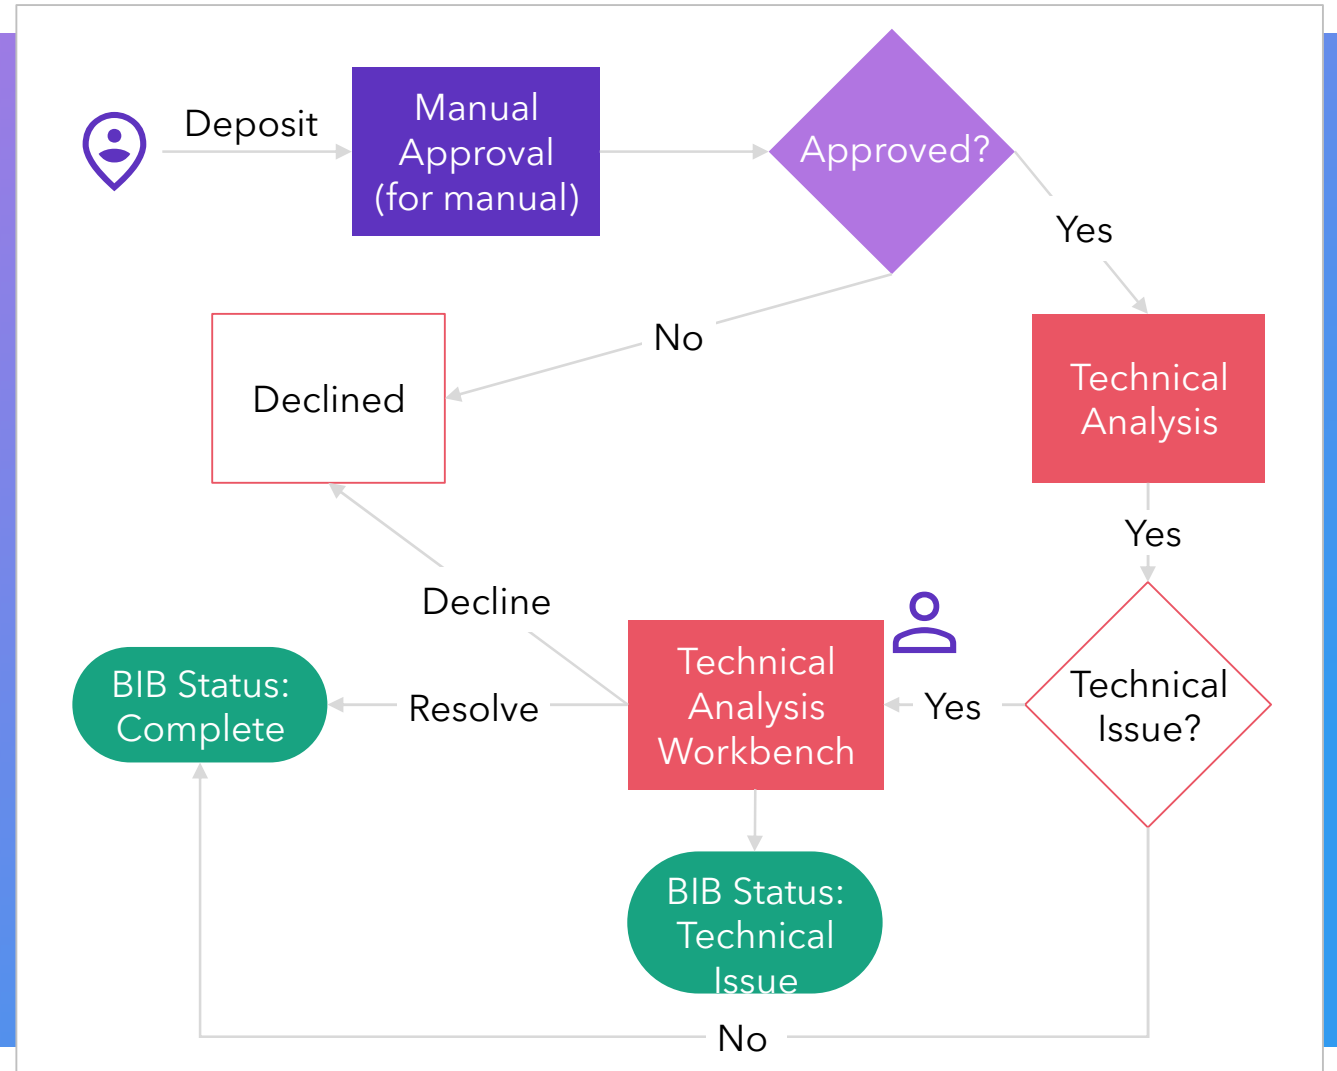 Deposit
Manual
Approval
(for manual)
Approved?
Yes
No
Declined
Technical
Analysis
Yes
Decline
BIB Status:
Complete
Resolve
Technical
Analysis
Workbench
Yes
Technical
Issue?
BIB Status:
Technical
Issue
No